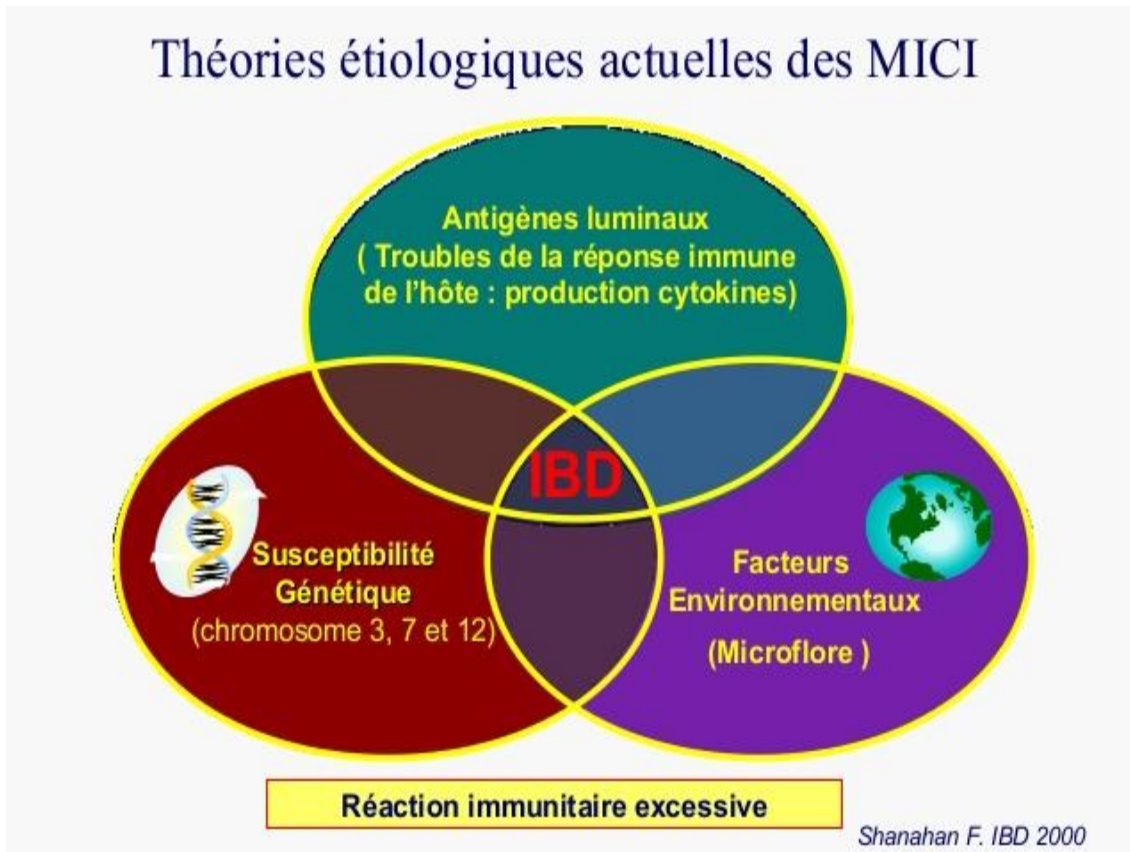 Théories étiologiques actuelles des MICI
Antigènes luminaux
( Troubles de la réponse immune
de l'hôte : production cytokines)
IBD
Susceptibilité
Génétique
(chromosome 3, 7 et 12)
Facteurs
Environnementaux
(Microflore )
Réaction immunitaire excessive
Shanahan F. IBD 2000